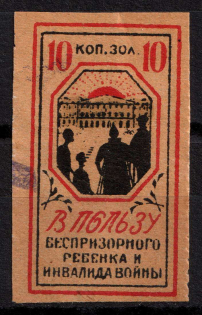 10 КОП. ЗОЛ. 10
В ПОЛЬЗУ
БЕСПРИЗОРНОГО
РЕБЕНКА И
ИНВАЛИДА ВОЙНЫ